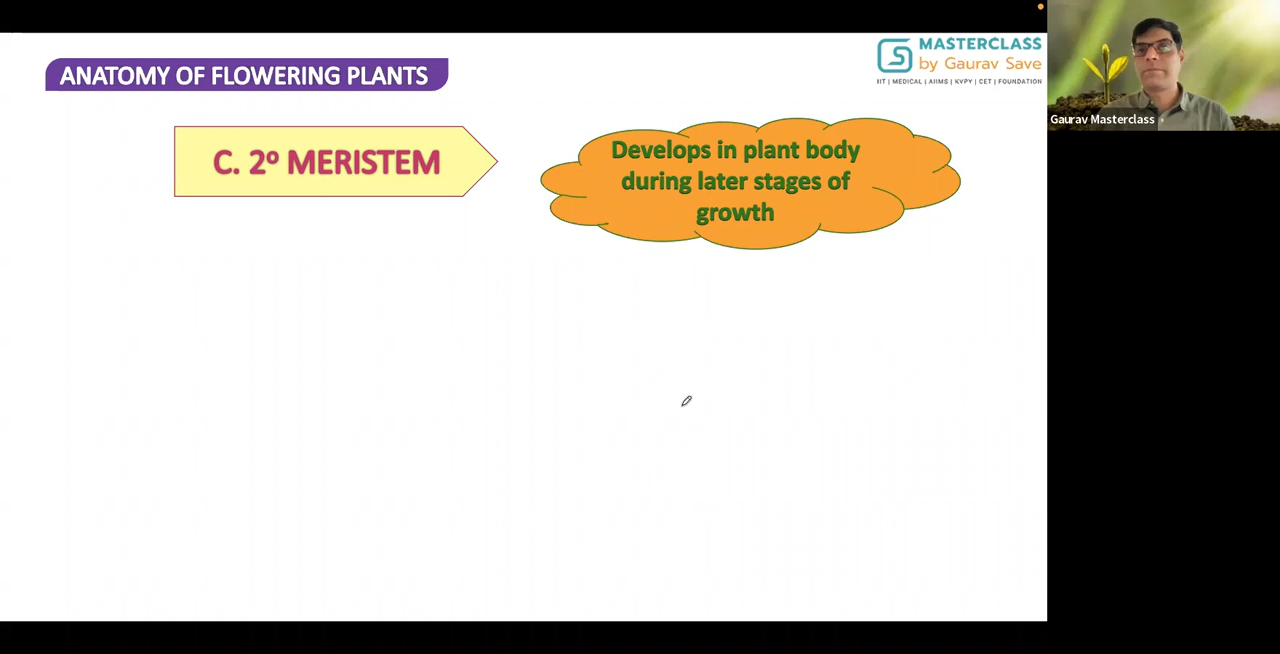 ANATOMY OF FLOWERING PLANTS
MASTERCLASS
by Gaurav Save
IIT | MEDICAL | AIIMS | KVPY | CET | FOUNDATION
C. 2º MERISTEM
Develops in plant body
during later stages of
growth
Gaurav Masterclass